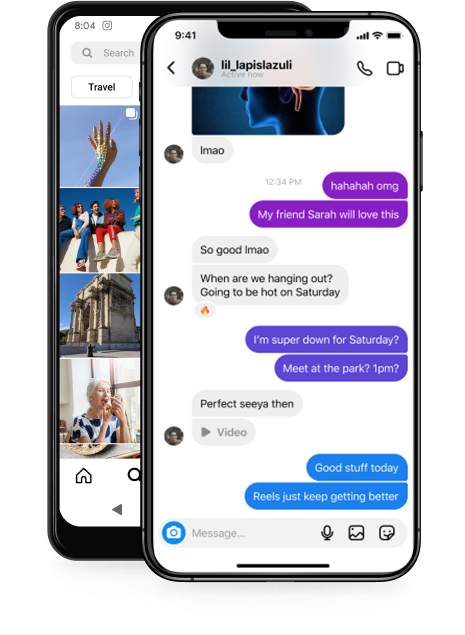 8:04
Search
Travel
9:41
lil_lapislazuli
Active now
lmao
12:34 PM
hahahah omg
My friend Sarah will love this
So good lmao
When are we hanging out?
Going to be hot on Saturday
I'm super down for Saturday?
Meet at the park? 1pm?
Perfect seeya then
Video
Good stuff today
Reels just keep getting better
Message...